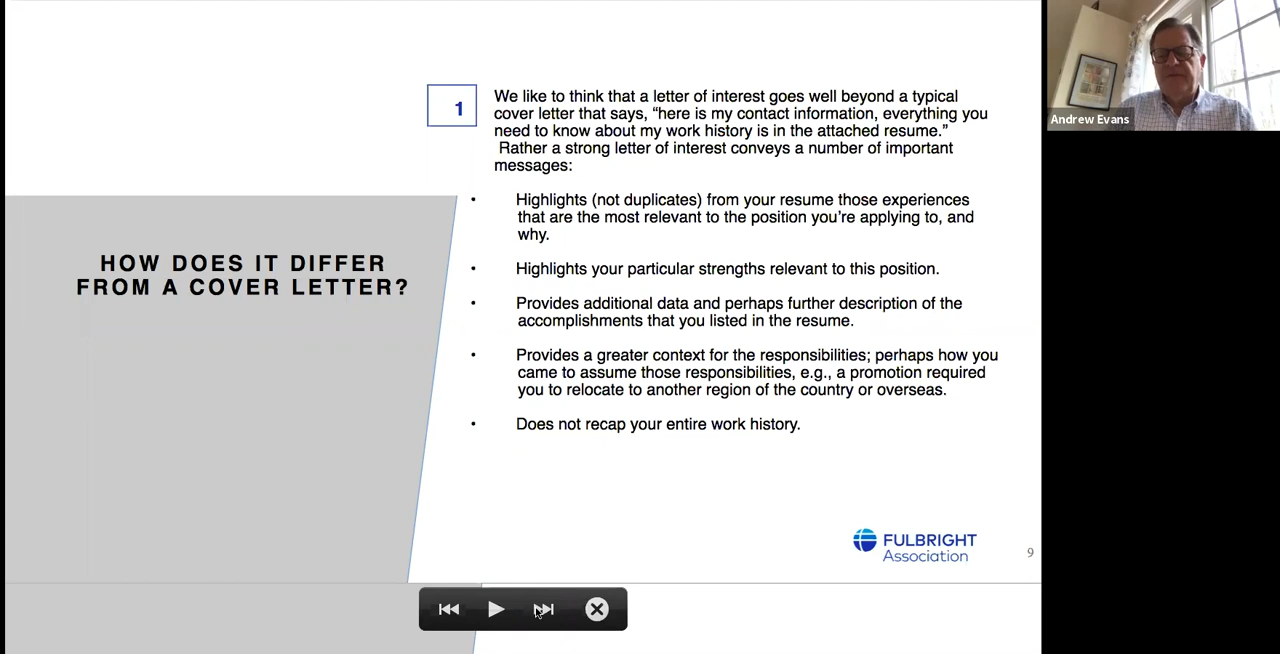 1
We like to think that a letter of interest goes well beyond a typical
cover letter that says, “here is my contact information, everything you
need to know about my work history is in the attached resume.”
Rather a strong letter of interest conveys a number of important
messages:
• Highlights (not duplicates) from your resume those experiences
that are the most relevant to the position you’re applying to, and
why.
• Highlights your particular strengths relevant to this position.
• Provides additional data and perhaps further description of the
accomplishments that you listed in the resume.
• Provides a greater context for the responsibilities; perhaps how you
came to assume those responsibilities, e.g., a promotion required
you to relocate to another region of the country or overseas.
• Does not recap your entire work history.
HOW DOES IT DIFFER
FROM A COVER LETTER?
FULBRIGHT
Association
9
Andrew Evans